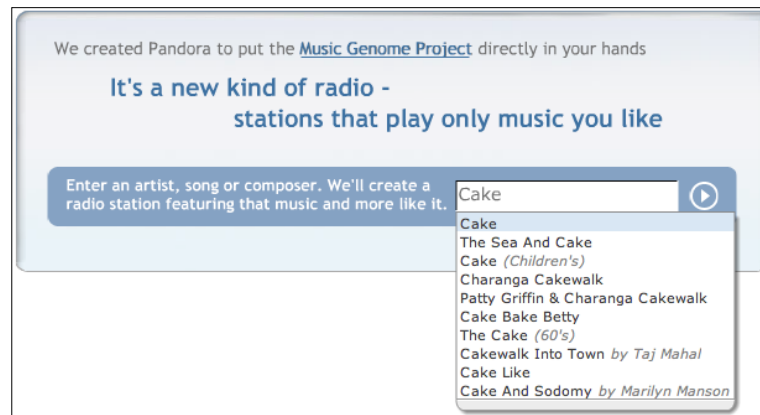 We created Pandora to put the Music Genome Project directly in your hands
It's a new kind of radio -
stations that play only music you like
Enter an artist, song or composer. We'll create a
radio station featuring that music and more like it.
Cake
Cake
The Sea And Cake
Cake (Children's)
Charanga Cakewalk
Patty Griffin & Charanga Cakewalk
Cake Bake Betty
The Cake (60's)
Cakewalk Into Town by Taj Mahal
Cake Like
Cake And Sodomy by Marilyn Manson